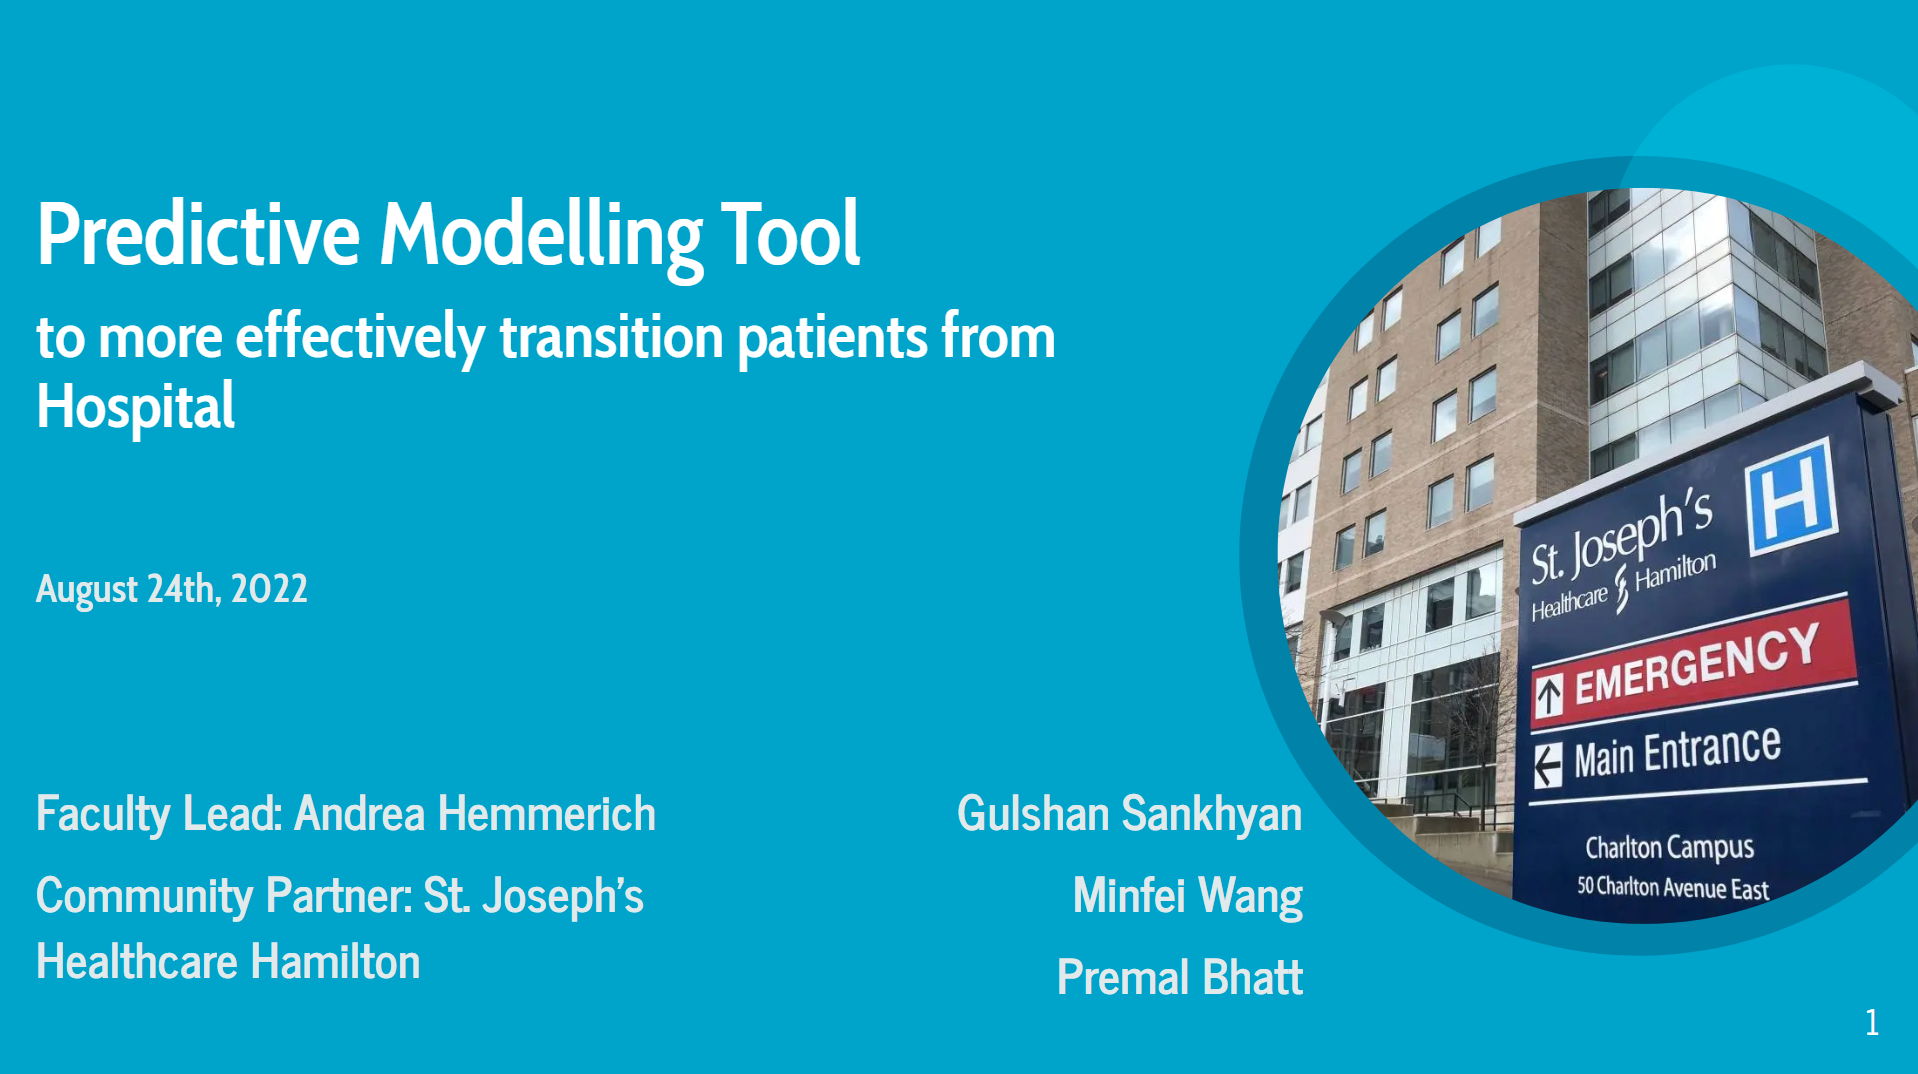 Predictive Modelling Tool
to more effectively transition patients from
Hospital
August 24th, 2022
Faculty Lead: Andrea Hemmerich
Community Partner: St. Joseph's
Healthcare Hamilton
Gulshan Sankhyan
Minfei Wang
Premal Bhatt
St. Joseph's
Healthcare Hamilton
H
EMERGENCY
Main Entrance
Charlton Campus
50 Charlton Avenue East
1